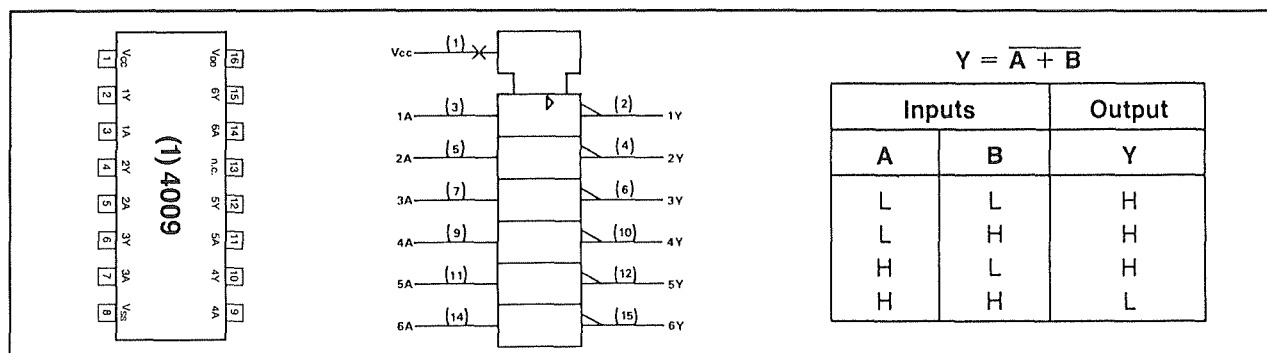 1 Vcc VDD 16
2 1Y 6Y 15
3 1A 6A 14
4 2Y n.c. 13
5 2A 5Y 12
6 3Y 5A 11
7 3A 4Y 10
8 Vss 4A 9
(1) 4009
Vcc (1)
1A (3) (2) 1Y
2A (5) (4) 2Y
3A (7) (6) 3Y
4A (9) (10) 4Y
5A (11) (12) 5Y
6A (14) (15) 6Y
Y = A + B
Inputs Output
A B Y
L L H
L H H
H L H
H H L